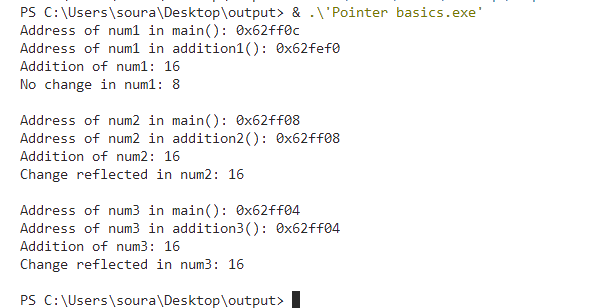 PS C:\Users\soura\Desktop\output> & .\'Pointer basics.exe'
Address of num1 in main(): 0x62ff0c
Address of num1 in addition1(): 0x62fef0
Addition of num1: 16
No change in num1: 8
Address of num2 in main(): 0x62ff08
Address of num2 in addition2(): 0x62ff08
Addition of num2: 16
Change reflected in num2: 16
Address of num3 in main(): 0x62ff04
Address of num3 in addition3(): 0x62ff04
Addition of num3: 16
Change reflected in num3: 16
PS C:\Users\soura\Desktop\output>